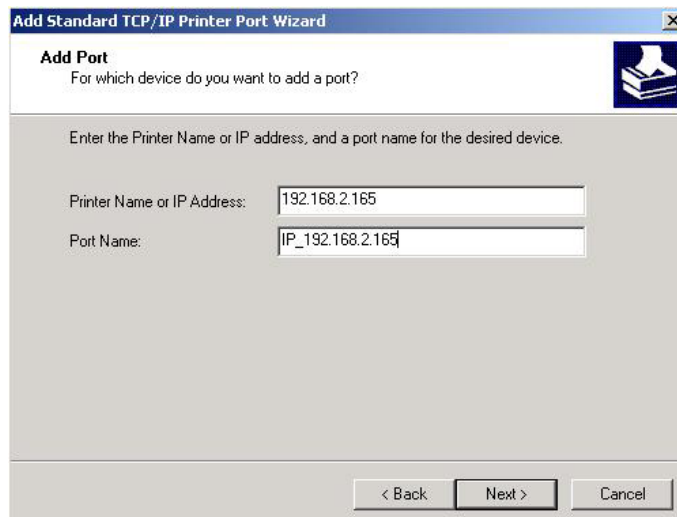 Add Standard TCP/IP Printer Port Wizard
Add Port
For which device do you want to add a port?
Enter the Printer Name or IP address, and a port name for the desired device.
Printer Name or IP Address: 192.168.2.165
Port Name: IP_192.168.2.165
< Back Next > Cancel